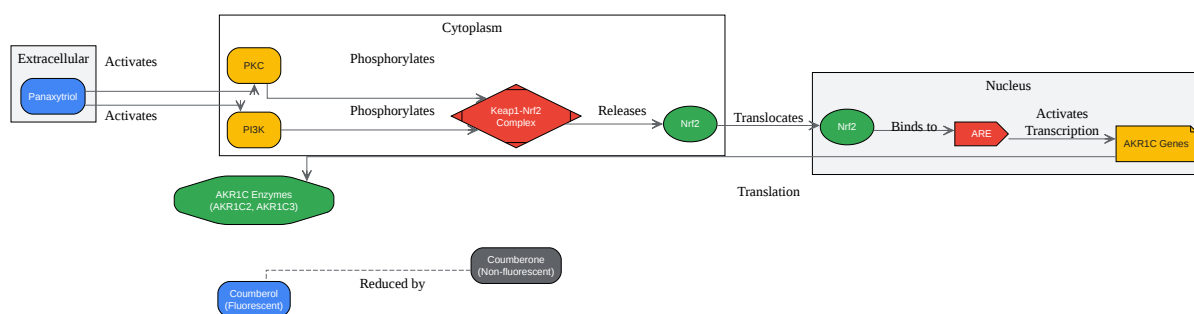 Cytoplasm
Extracellular
Activates
PKC
Phosphorylates
Nucleus
Panaxytriol
Activates
PI3K
Phosphorylates
Keap1-Nrf2
Complex
Releases
Nrf2
Translocates
Nrf2
Binds to
ARE
Activates
Transcription
AKR1C Genes
AKR1C Enzymes
(AKR1C2, AKR1C3)
Translation
Coumberone
(Non-fluorescent)
Reduced by
Coumberol
(Fluorescent)